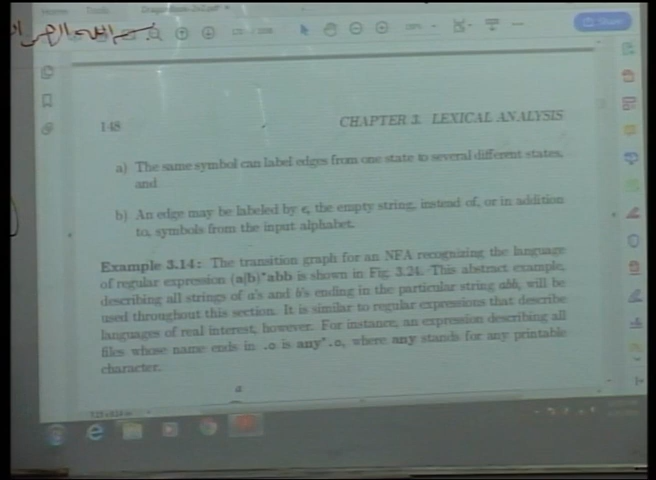 Home Tools
Share
148 CHAPTER 3. LEXICAL ANALYSIS
a) The same symbol can label edges from one state to several different states,
and
b) An edge may be labeled by ε, the empty string, instead of, or in addition
to, symbols from the input alphabet.
Example 3.14: The transition graph for an NFA recognizing the language
of regular expression (a|b)*abb is shown in Fig. 3.24. This abstract example,
describing all strings of a's and b's ending in the particular string abb, will be
used throughout this section. It is similar to regular expressions that describe
languages of real interest, however. For instance, an expression describing all
files whose name ends in .o is any*.o, where any stands for any printable
character.
a